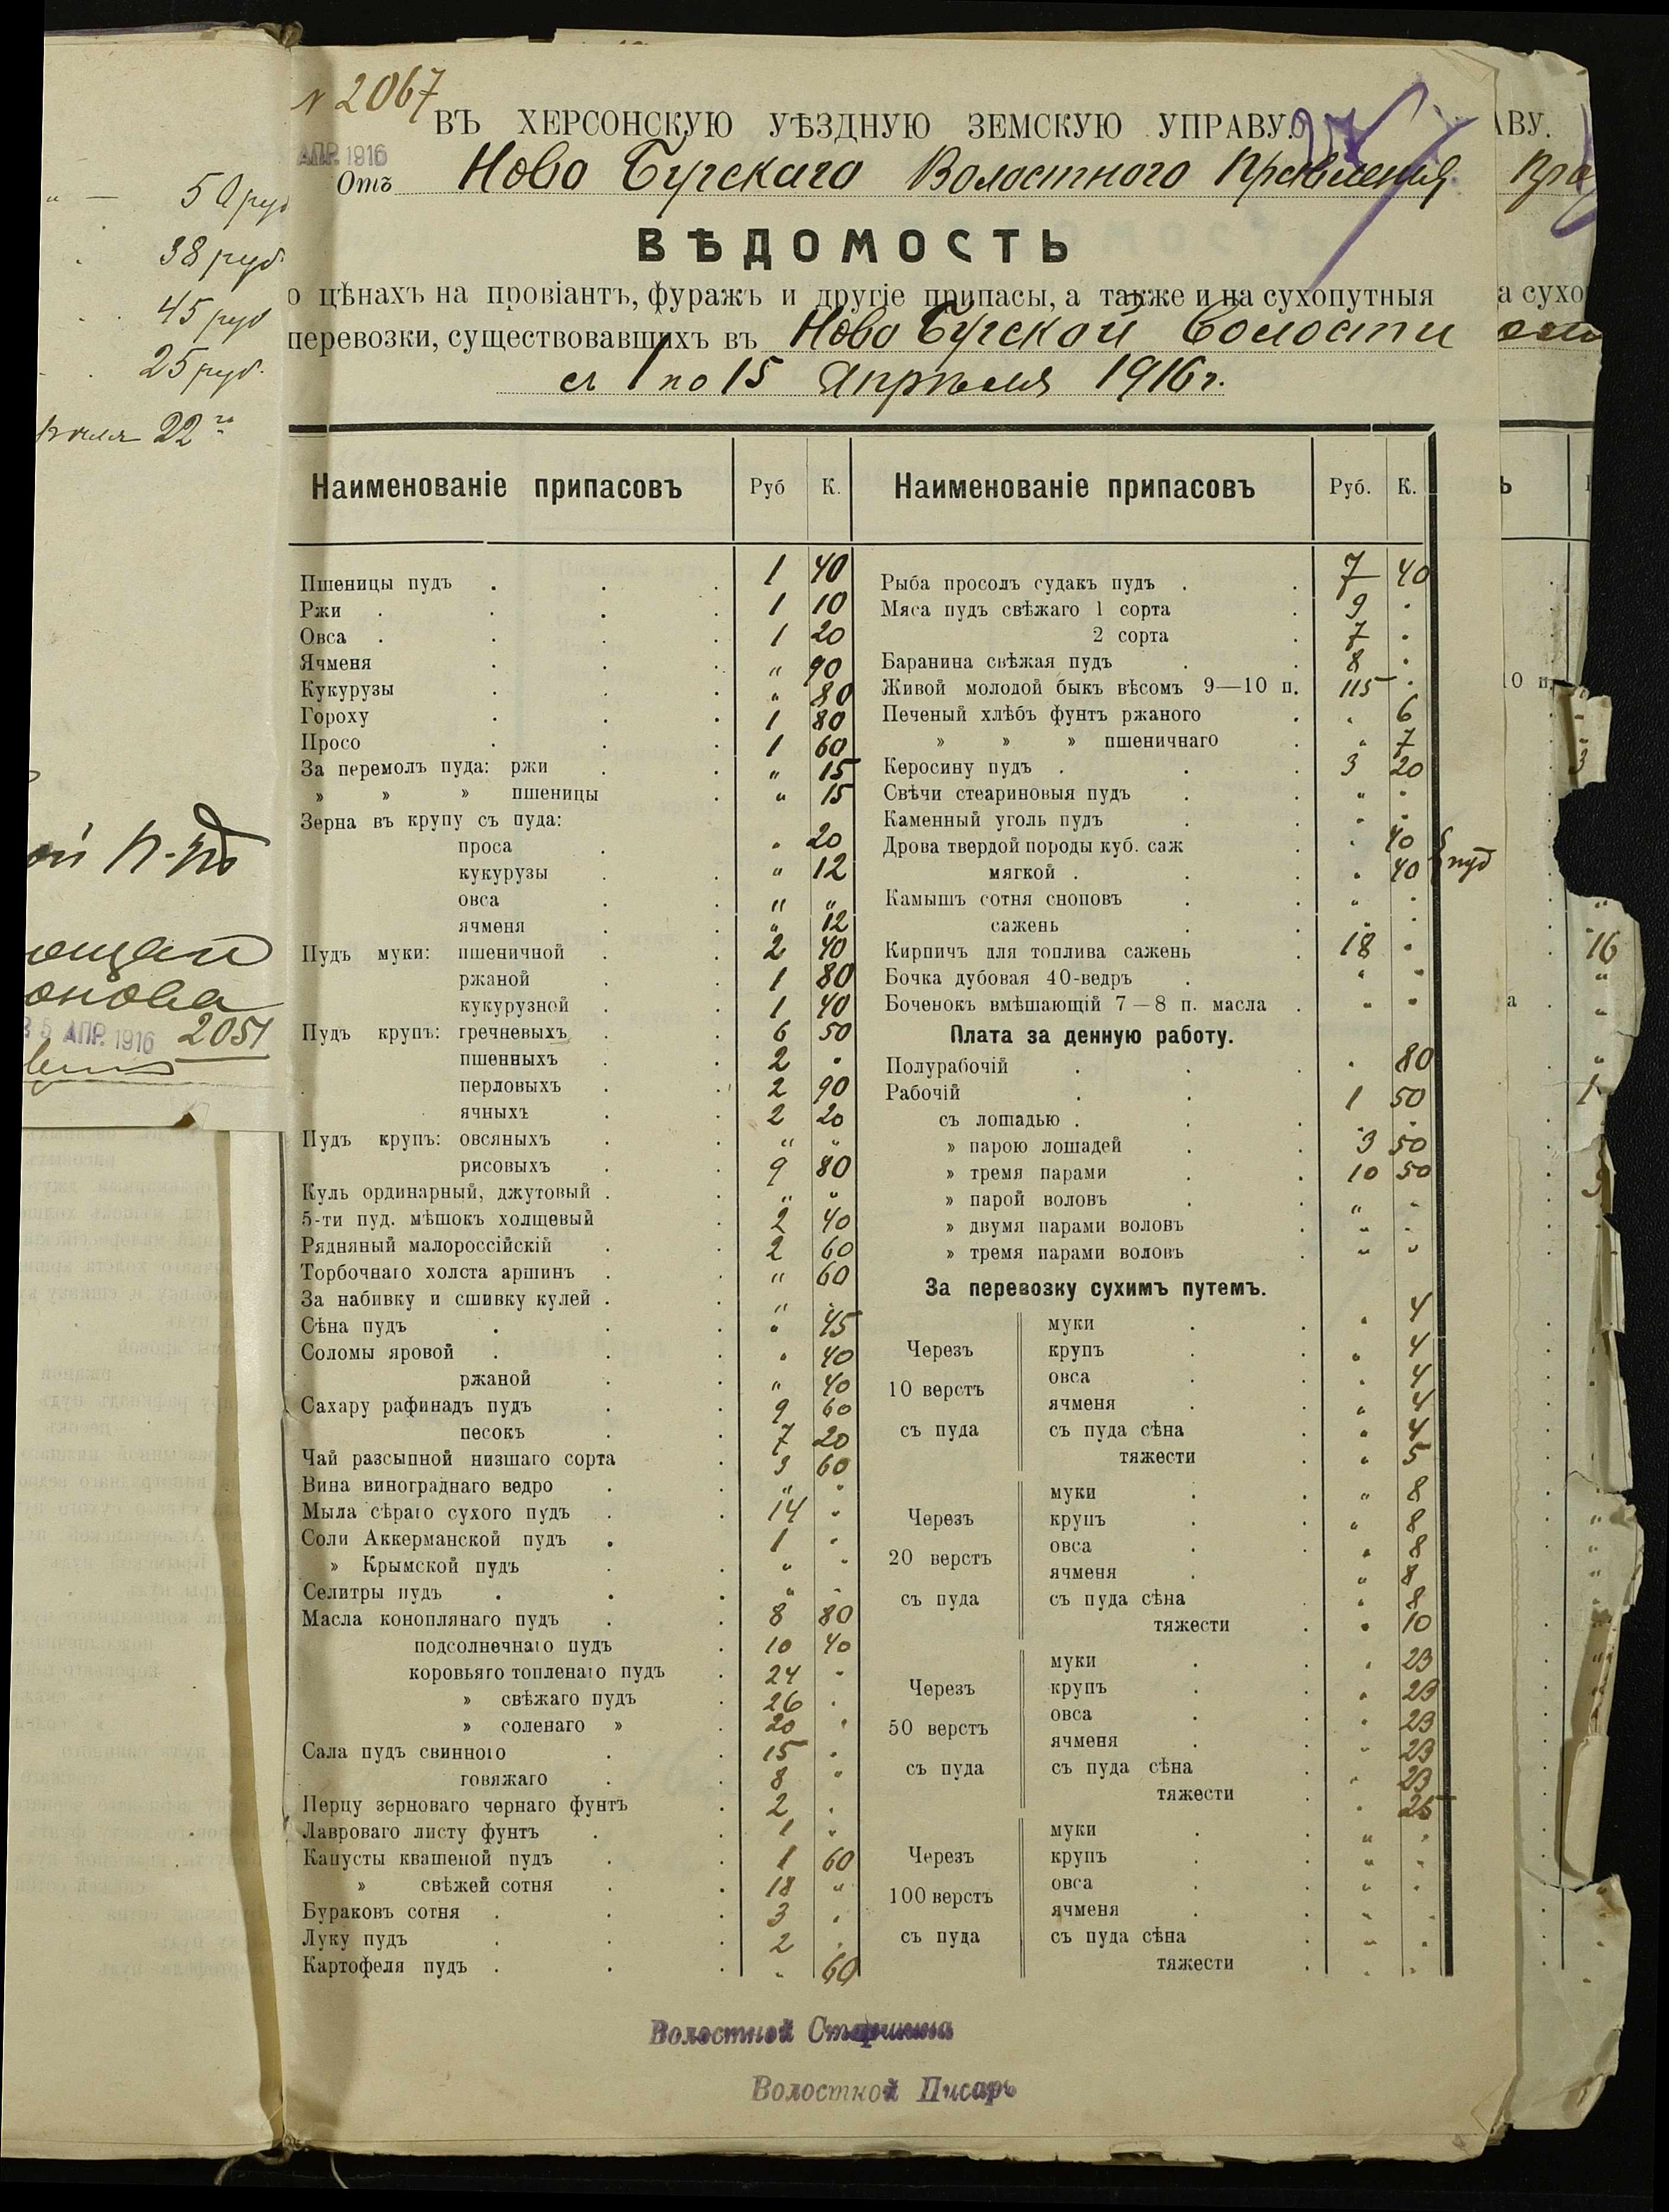 " — 50 руб
38 руб.
45 руб
25 руб.
22 го
5 АПР. 1916 2051
№ 2067
ВЪ ХЕРСОНСКУЮ УѢЗДНУЮ ЗЕМСКУЮ УПРАВУ.
АПР. 1916
Отъ Ново Бугскаго Волостного Правления
ВѢДОМОСТЬ
о цѣнахъ на провіантъ, фуражъ и другіе припасы, а также и на сухопутныя
перевозки, существовавшихъ въ Ново Бугской Волости
съ 1 по 15 Апрѣля 1916 г.
Наименованіе припасовъ Руб К. Наименованіе припасовъ Руб. К.
Пшеницы пудъ . . . 1 40
Ржи . . . . 1 10
Овса . . . . 1 20
Ячменя . . . " 90
Кукурузы . . . " 80
Гороху . . . 1 80
Просо . . . 1 60
За перемолъ пуда: ржи . . " 15
» » » пшеницы . " 15
Зерна въ крупу съ пуда:
проса . . 20
кукурузы . . " 12
овса . . " "
ячменя . . " 12
Пудъ муки: пшеничной . . 2 40
ржаной . . 1 80
кукурузной . . 1 40
Пудъ крупъ: гречневыхъ . . 6 50
пшенныхъ . . 2 "
перловыхъ . . 2 90
ячныхъ . . 2 20
Пудъ крупъ: овсяныхъ . . " "
рисовыхъ . . 9 80
Куль ординарный, джутовый . . " "
5-ти пуд. мѣшокъ холщевый . 2 40
Рядняный малороссійскій . . 2 60
Торбочнаго холста аршинъ . . " 60
За набивку и сшивку кулей . . " "
Сѣна пудъ . . . " 45
Соломы яровой . . . " 40
ржаной . . " 40
Сахару рафинадъ пудъ . . 9 60
песокъ . . 7 20
Чай разсыпной низшаго сорта . 3 60
Вина винограднаго ведро . . " "
Мыла сѣраго сухого пудъ . . 14 "
Соли Аккерманской пудъ . . 1 "
» Крымской пудъ . . " "
Селитры пудъ . . . " "
Масла коноплянаго пудъ . . 8 80
подсолнечнаго пудъ . 10 40
коровьяго топленаго пудъ . 24 "
» свѣжаго пудъ . 26 "
» соленаго » . 20 "
Сала пудъ свинного . . 15 "
говяжаго . . 8 "
Перцу зерноваго чернаго фунтъ . 2 "
Лавроваго листу фунтъ . . 1 "
Капусты квашеной пудъ . . 1 60
» свѣжей сотня . . 18 "
Бураковъ сотня . . . 3 "
Луку пудъ . . . 2 "
Картофеля пудъ . . . " 60
Рыба просолъ судакъ пудъ . . 7 40
Мяса пудъ свѣжаго 1 сорта . 9 "
2 сорта . 7 "
Баранина свѣжая пудъ . . 8 "
Живой молодой быкъ вѣсомъ 9—10 п. 115 "
Печеный хлѣбъ фунтъ ржаного . " 6
» » » пшеничнаго . " 7
Керосину пудъ . . . 3 20
Свѣчи стеариновыя пудъ . . " "
Каменный уголь пудъ . . " "
Дрова твердой породы куб. саж . " 40
мягкой . . . " 40 пуд
Камышъ сотня сноповъ . . " "
сажень . . " "
Кирпичъ для топлива сажень . 18 "
Бочка дубовая 40-ведръ . " "
Боченокъ вмѣшающій 7—8 п. масла . " "
Плата за денную работу.
Полурабочій . . . " 80
Рабочій . . 1 50
съ лошадью . . . " "
» парою лошадей . . 3 50
» тремя парами . . 10 50
» парой воловъ . . " "
» двумя парами воловъ . " "
» тремя парами воловъ . " "
За перевозку сухимъ путемъ.
муки . . " 4
Черезъ крупъ . . " 4
овса . . " 4
10 верстъ
ячменя . . " 4
съ пуда съ пуда сѣна . " 4
тяжести . " 5
муки . . " 8
Черезъ крупъ . . " 8
овса . . " 8
20 верстъ
ячменя . " 8
съ пуда съ пуда сѣна . " 8
тяжести . " 10
муки . . " 23
Черезъ крупъ . . " 23
овса . . " 23
50 верстъ
ячменя . . " 23
съ пуда съ пуда сѣна . " 23
тяжести . " 25
муки . . " "
Черезъ крупъ . . " "
овса . . " "
100 верстъ
ячменя . . " "
съ пуда съ пуда сѣна . " "
тяжести . " "
Волостной Старшина
Волостной Писарь